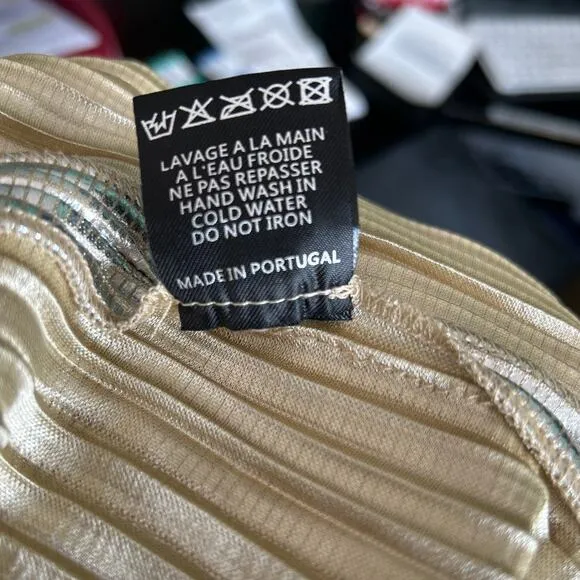 LAVAGE A LA MAIN
A L'EAU FROIDE
NE PAS REPASSER
HAND WASH IN
COLD WATER
DO NOT IRON
MADE IN PORTUGAL